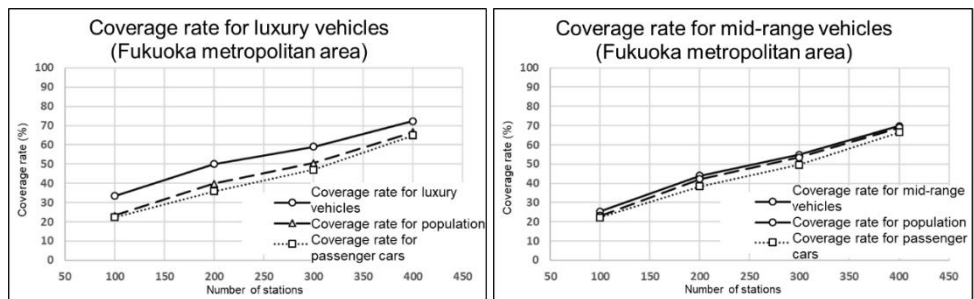 Coverage rate for luxury vehicles
(Fukuoka metropolitan area)
100
90
80
70
60
50
40
30
20
10
0
Coverage rate (%)
Coverage rate for luxury
vehicles
Coverage rate for population
Coverage rate for
passenger cars
50 100 150 200 250 300 350 400 450
Number of stations
Coverage rate for mid-range vehicles
(Fukuoka metropolitan area)
100
90
80
70
60
50
40
30
20
10
0
Coverage rate (%)
Coverage rate for mid-range
vehicles
Coverage rate for population
Coverage rate for passenger
cars
50 100 150 200 250 300 350 400 450
Number of stations